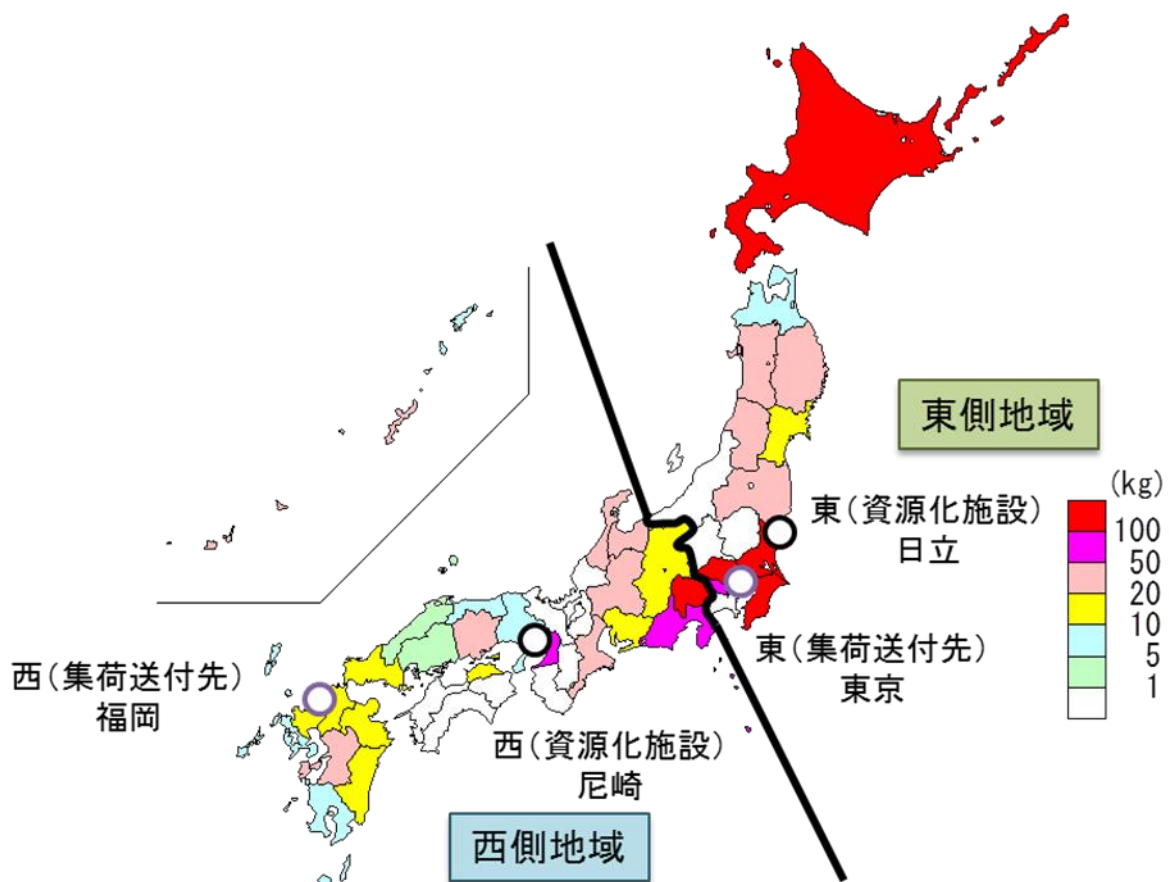 東側地域
(kg)
100
50
20
10
5
1
東（資源化施設）
日立
東（集荷送付先）
東京
西（集荷送付先）
福岡
西（資源化施設）
尼崎
西側地域